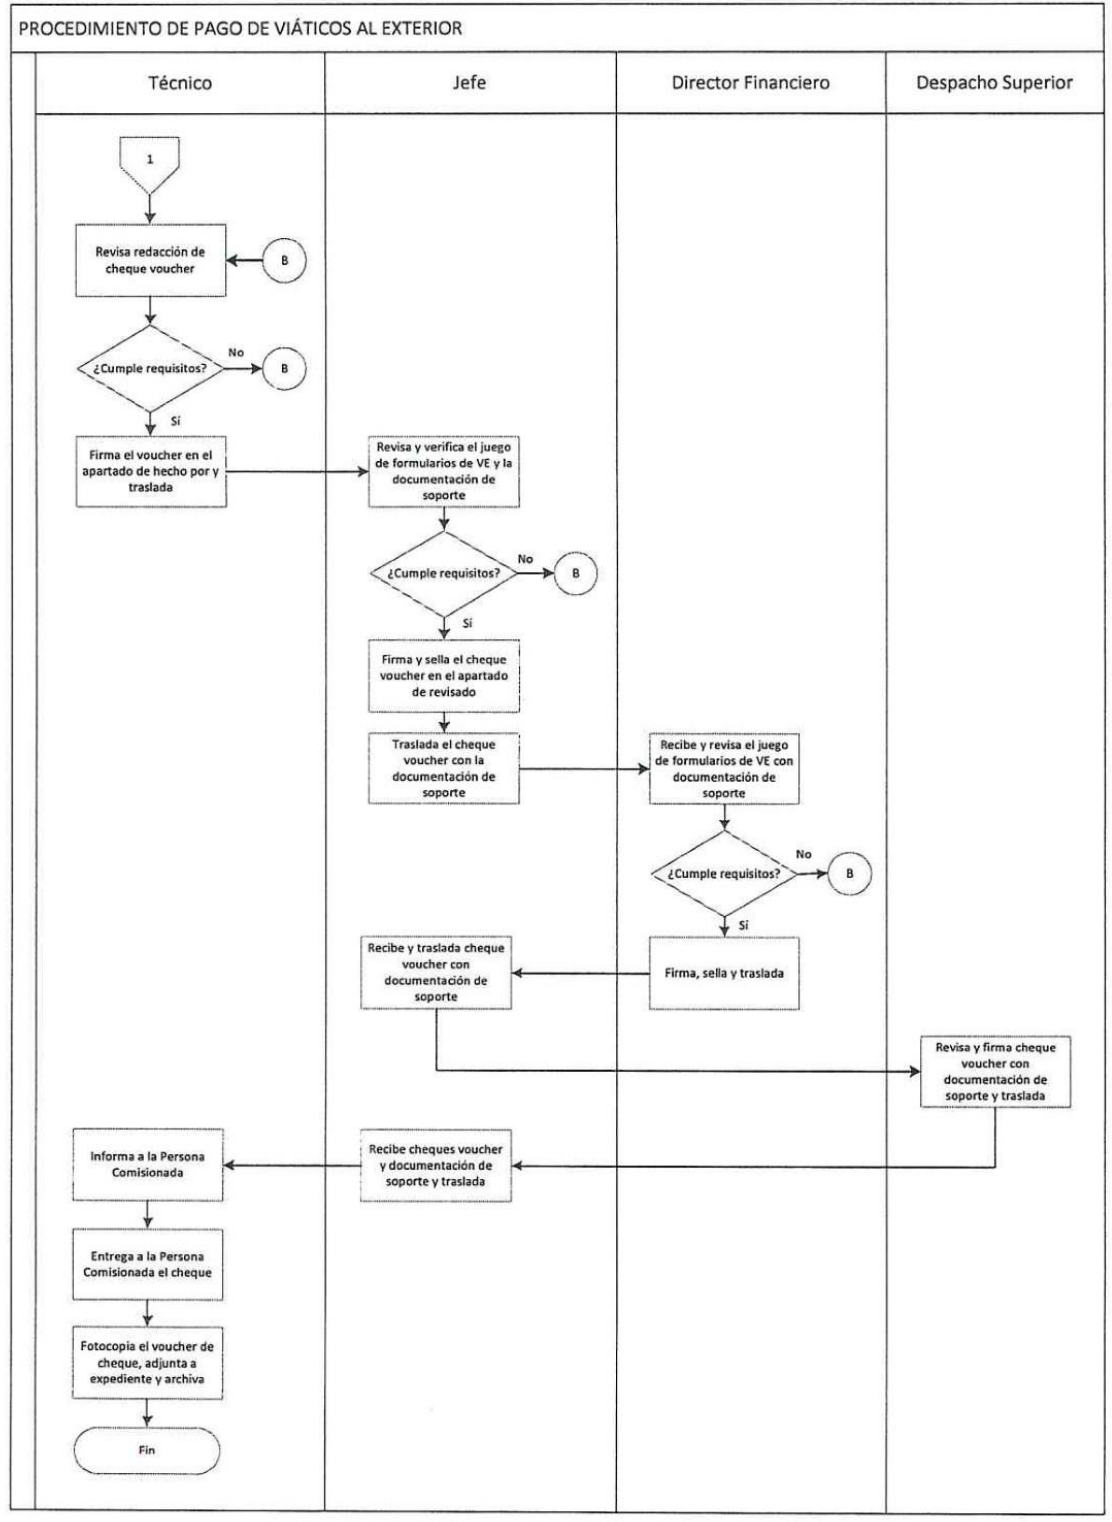 PROCEDIMIENTO DE PAGO DE VIÁTICOS AL EXTERIOR
Técnico
Jefe
Director Financiero
Despacho Superior
1
Revisa redacción de
cheque voucher
B
¿Cumple requisitos?
No
B
Sí
Firma el voucher en el
apartado de hecho por y
traslada
Revisa y verifica el juego
de formularios de VE y la
documentación de
soporte
¿Cumple requisitos?
No
B
Sí
Firma y sella el cheque
voucher en el apartado
de revisado
Traslada el cheque
voucher con la
documentación de
soporte
Recibe y revisa el juego
de formularios de VE con
documentación de
soporte
¿Cumple requisitos?
No
B
Sí
Firma, sella y traslada
Recibe y traslada cheque
voucher con
documentación de
soporte
Revisa y firma cheque
voucher con
documentación de
soporte y traslada
Recibe cheques voucher
y documentación de
soporte y traslada
Informa a la Persona
Comisionada
Entrega a la Persona
Comisionada el cheque
Fotocopia el voucher de
cheque, adjunta a
expediente y archiva
Fin